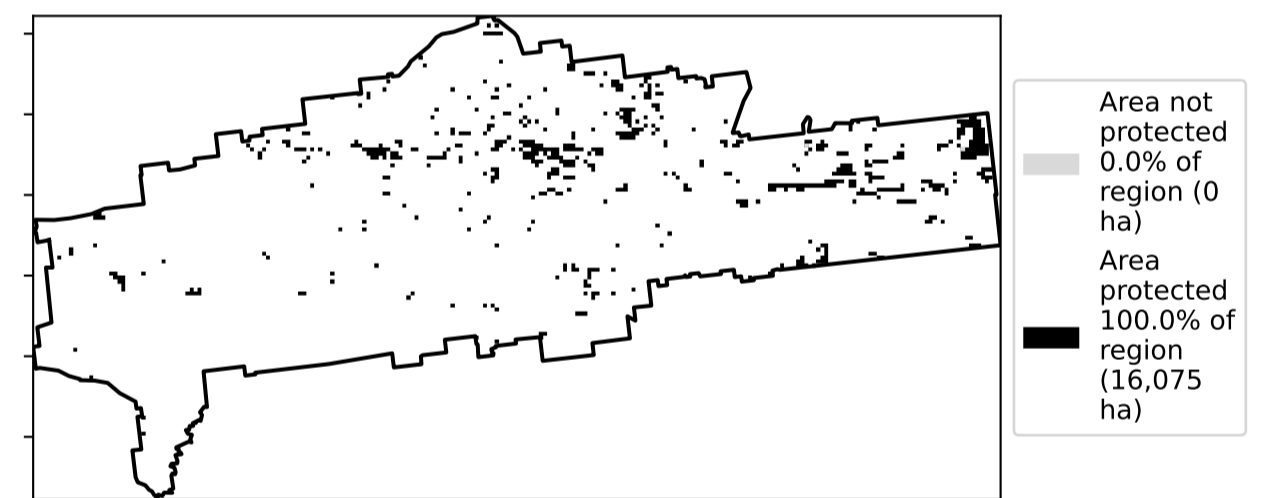 Area not
protected
0.0% of
region (0
ha)
Area
protected
100.0% of
region
(16,075
ha)